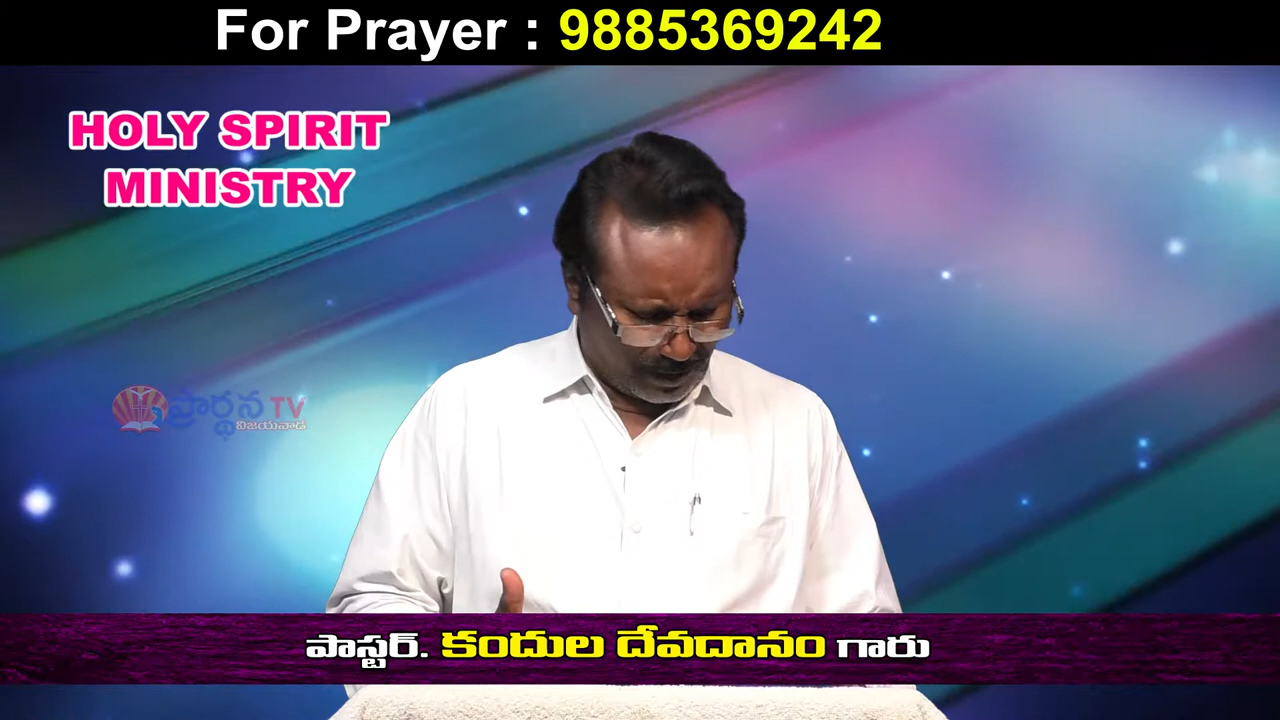 For Prayer : 9885369242
HOLY SPIRIT
MINISTRY
ప్రార్థన TV
విజయవాడ
పాస్టర్. కందుల దేవదానం గారు